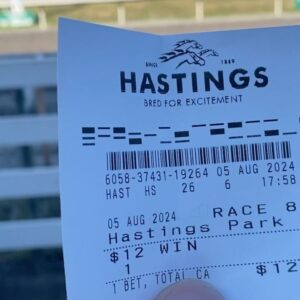 SINCE 1889
HASTINGS
BRED FOR EXCITEMENT
6058-37431-19264 05 AUG 2024
HAST HS 26 6 17:58
05 AUG 2024 RACE 8
Hastings Park
$12 WIN
1
1 BET, TOTAL CA $12